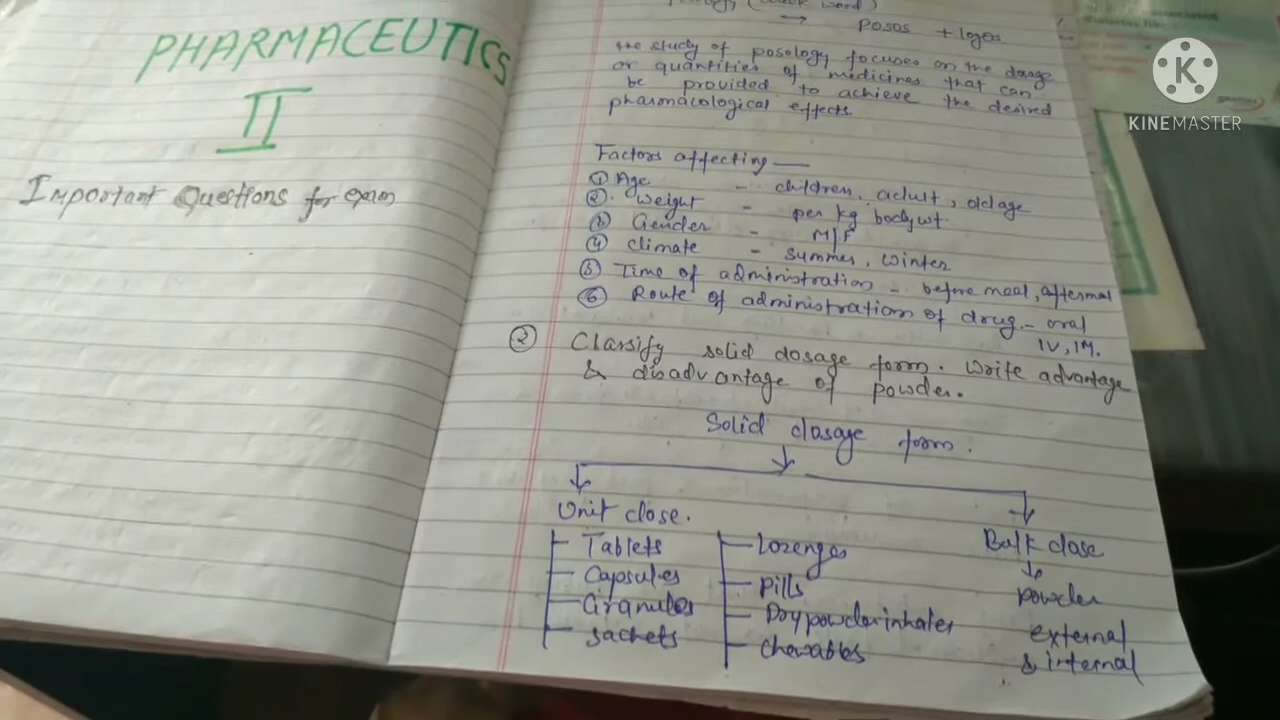 PHARMACEUTICS
II
Important Questions for exam
(Greek word)
→ Posos + logos
the study of posology focuses on the dosage
or quantities of medicines that can
be provided to achieve the desired
pharmacological effects.
Factors affecting —
① Age - children, adult, oldage
②. Weight - per kg body wt
③ Gender - M/F
④ climate - summer, winter
⑤ Time of administration - before meal, aftermeal
⑥ Route of administration of drug. - oral
IV, IM.
② Classify solid dosage form. Write advantage
& disadvantage of powder.
Solid dosage form.
Unit dose.
Bulk dose
Tablets
Capsules
Granules
Sachets
Lozenges
Pills
Dry powder inhaler
Chewables
↓
powder
external
& internal
K
KINEMASTER